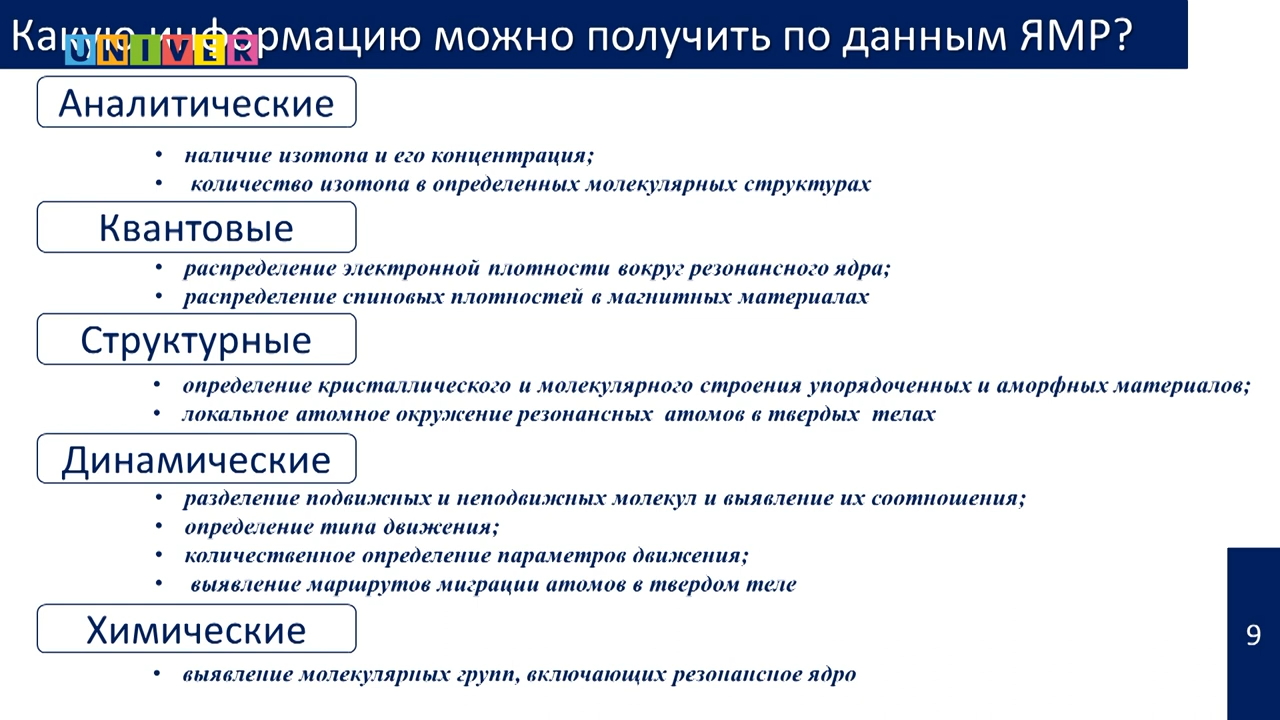 Какую информацию можно получить по данным ЯМР?
UNIVER
Аналитические
• наличие изотопа и его концентрация;
• количество изотопа в определенных молекулярных структурах
Квантовые
• распределение электронной плотности вокруг резонансного ядра;
• распределение спиновых плотностей в магнитных материалах
Структурные
• определение кристаллического и молекулярного строения упорядоченных и аморфных материалов;
• локальное атомное окружение резонансных атомов в твердых телах
Динамические
• разделение подвижных и неподвижных молекул и выявление их соотношения;
• определение типа движения;
• количественное определение параметров движения;
• выявление маршрутов миграции атомов в твердом теле
Химические
• выявление молекулярных групп, включающих резонансное ядро
9